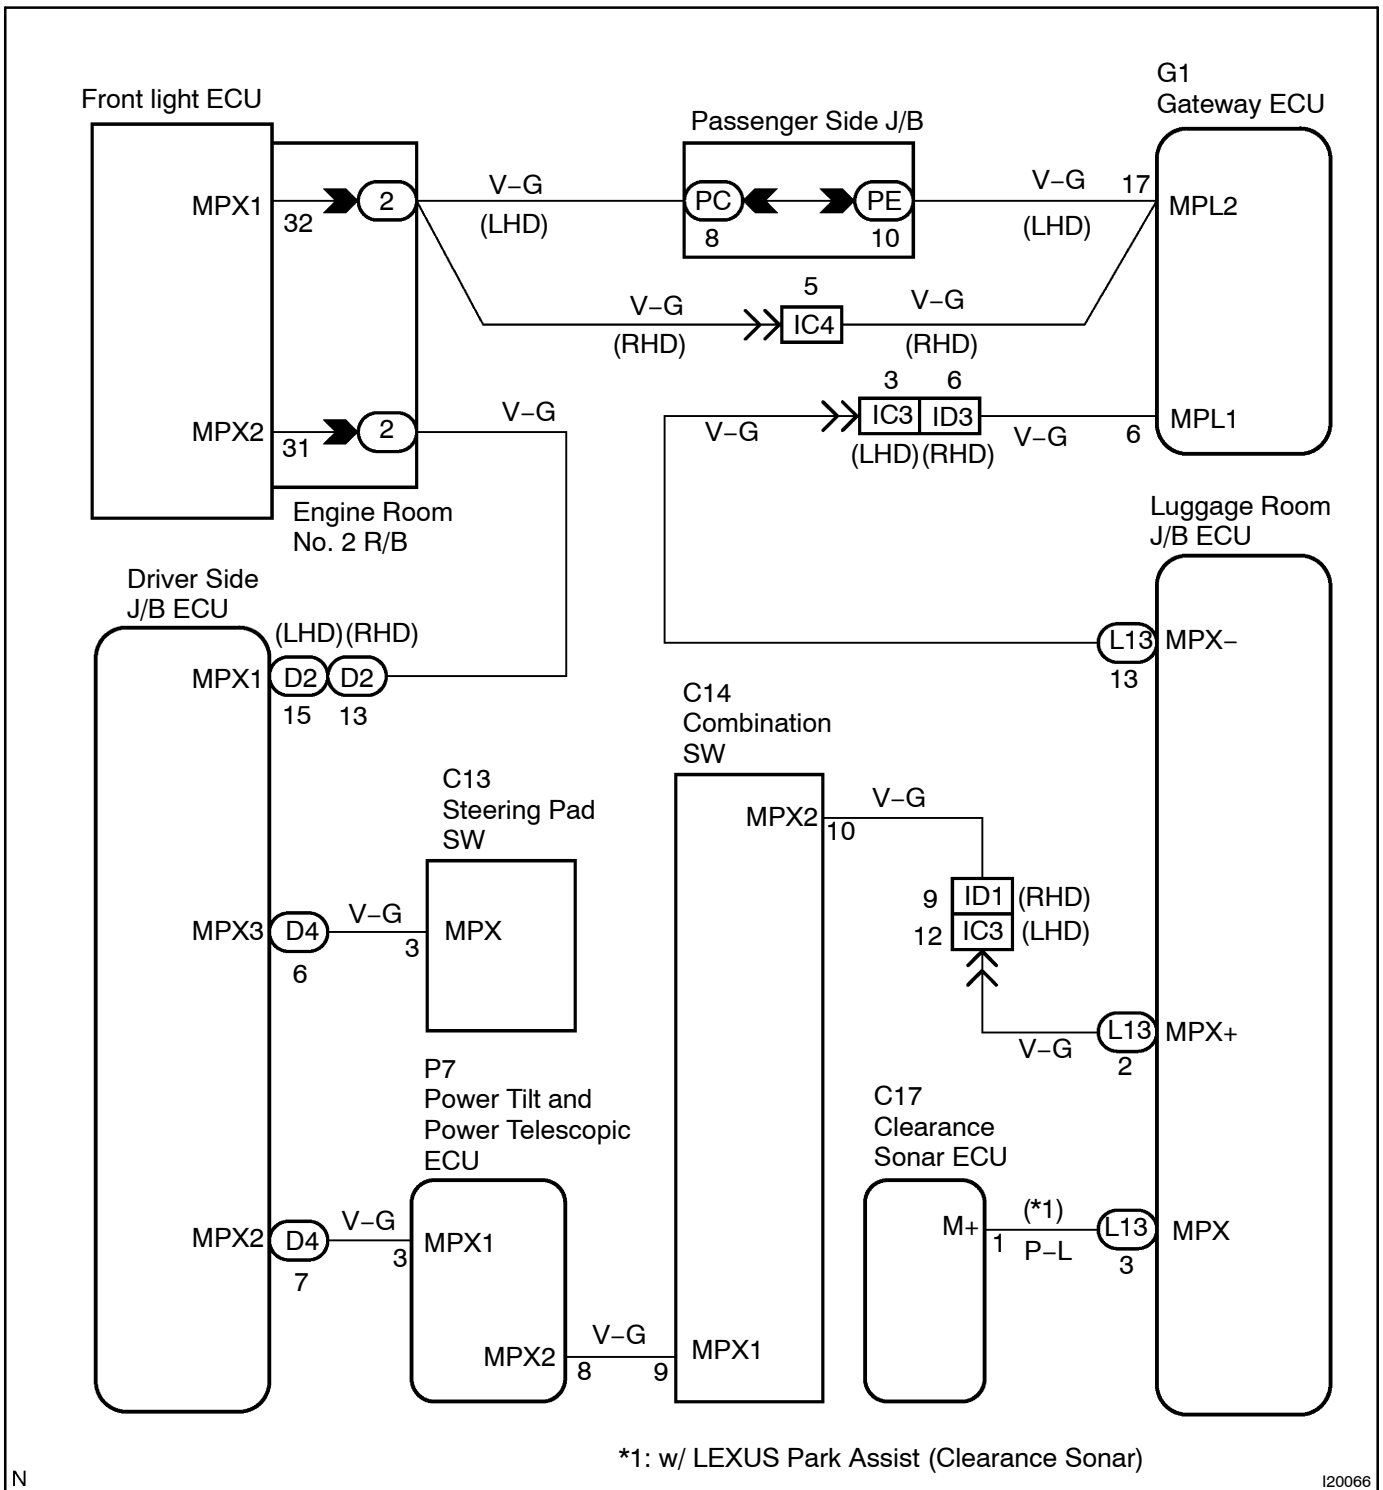 Front light ECU
MPX1
32
2
V–G
(LHD)
Passenger Side J/B
PC
8
PE
10
V–G
(LHD)
17
G1
Gateway ECU
MPL2
V–G
(RHD)
5
IC4
V–G
(RHD)
MPX2
31
2
V–G
Engine Room
No. 2 R/B
V–G
3
6
IC3
ID3
(LHD)
(RHD)
V–G
6
MPL1
Driver Side
J/B ECU
MPX1
(LHD)
(RHD)
D2
D2
15
13
Luggage Room
J/B ECU
L13
13
MPX–
C14
Combination
SW
MPX2
10
V–G
9
ID1
(RHD)
12
IC3
(LHD)
V–G
L13
2
MPX+
C13
Steering Pad
SW
MPX3
D4
6
V–G
3
MPX
P7
Power Tilt and
Power Telescopic
ECU
MPX2
D4
7
V–G
3
MPX1
MPX2
8
V–G
9
MPX1
C17
Clearance
Sonar ECU
M+
1
(*1)
P–L
L13
3
MPX
*1: w/ LEXUS Park Assist (Clearance Sonar)
N
I20066